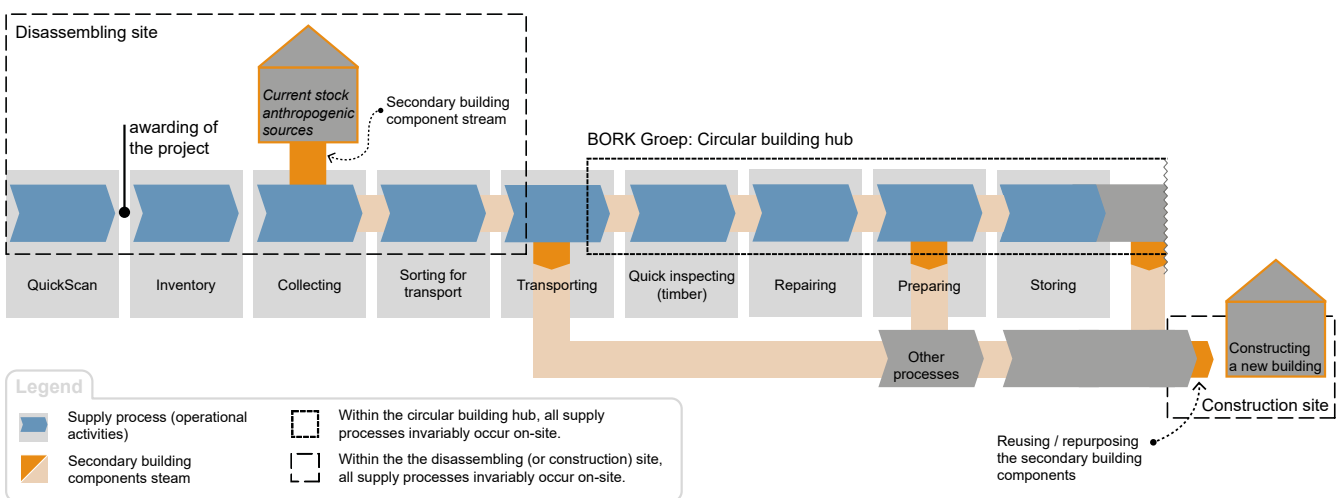 Disassembling site
awarding of
the project
Current stock
anthropogenic
sources
Secondary building
component stream
BORK Groep: Circular building hub
QuickScan
Inventory
Collecting
Sorting for
transport
Transporting
Quick inspecting
(timber)
Repairing
Preparing
Storing
Other
processes
Constructing
a new building
Construction site
Reusing / repurposing
the secondary building
components
Legend
Supply process (operational
activities)
Secondary building
components steam
Within the circular building hub, all supply
processes invariably occur on-site.
Within the the disassembling (or construction) site,
all supply processes invariably occur on-site.